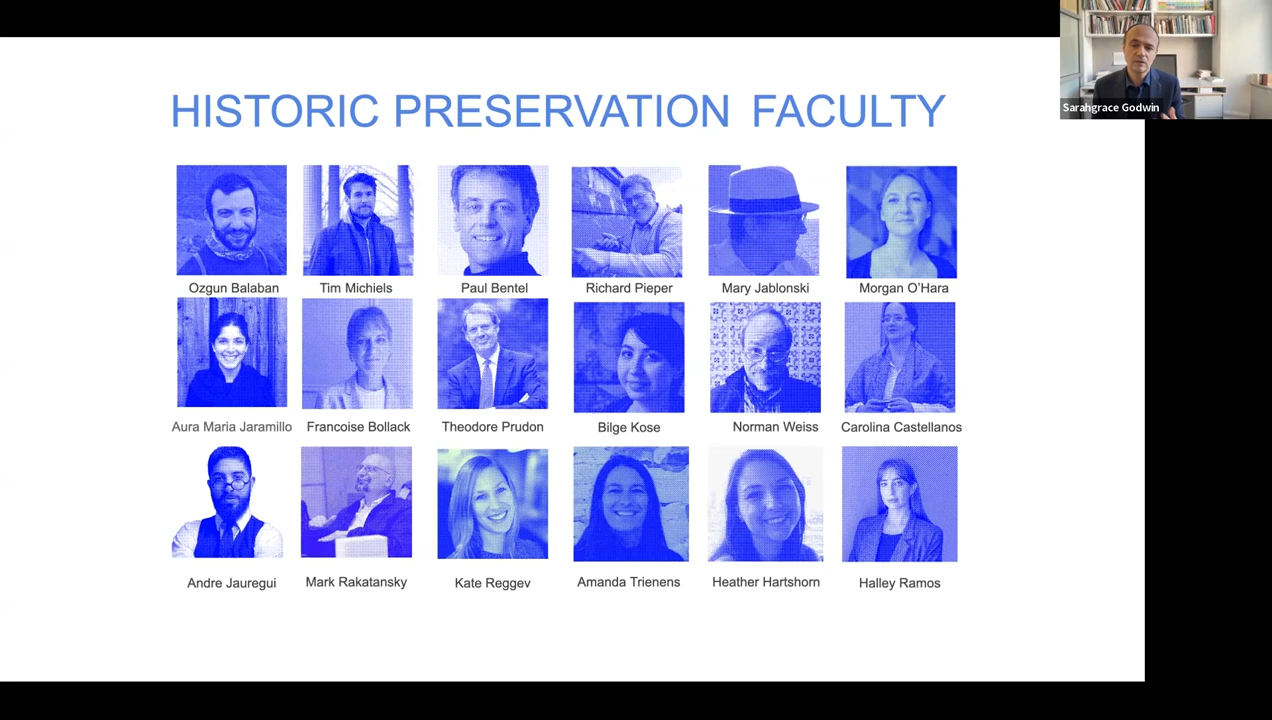 Sarahgrace Godwin
HISTORIC PRESERVATION FACULTY
Ozgun Balaban
Tim Michiels
Paul Bentel
Richard Pieper
Mary Jablonski
Morgan O'Hara
Aura Maria Jaramillo
Francoise Bollack
Theodore Prudon
Bilge Kose
Norman Weiss
Carolina Castellanos
Andre Jauregui
Mark Rakatansky
Kate Reggev
Amanda Trienens
Heather Hartshorn
Halley Ramos